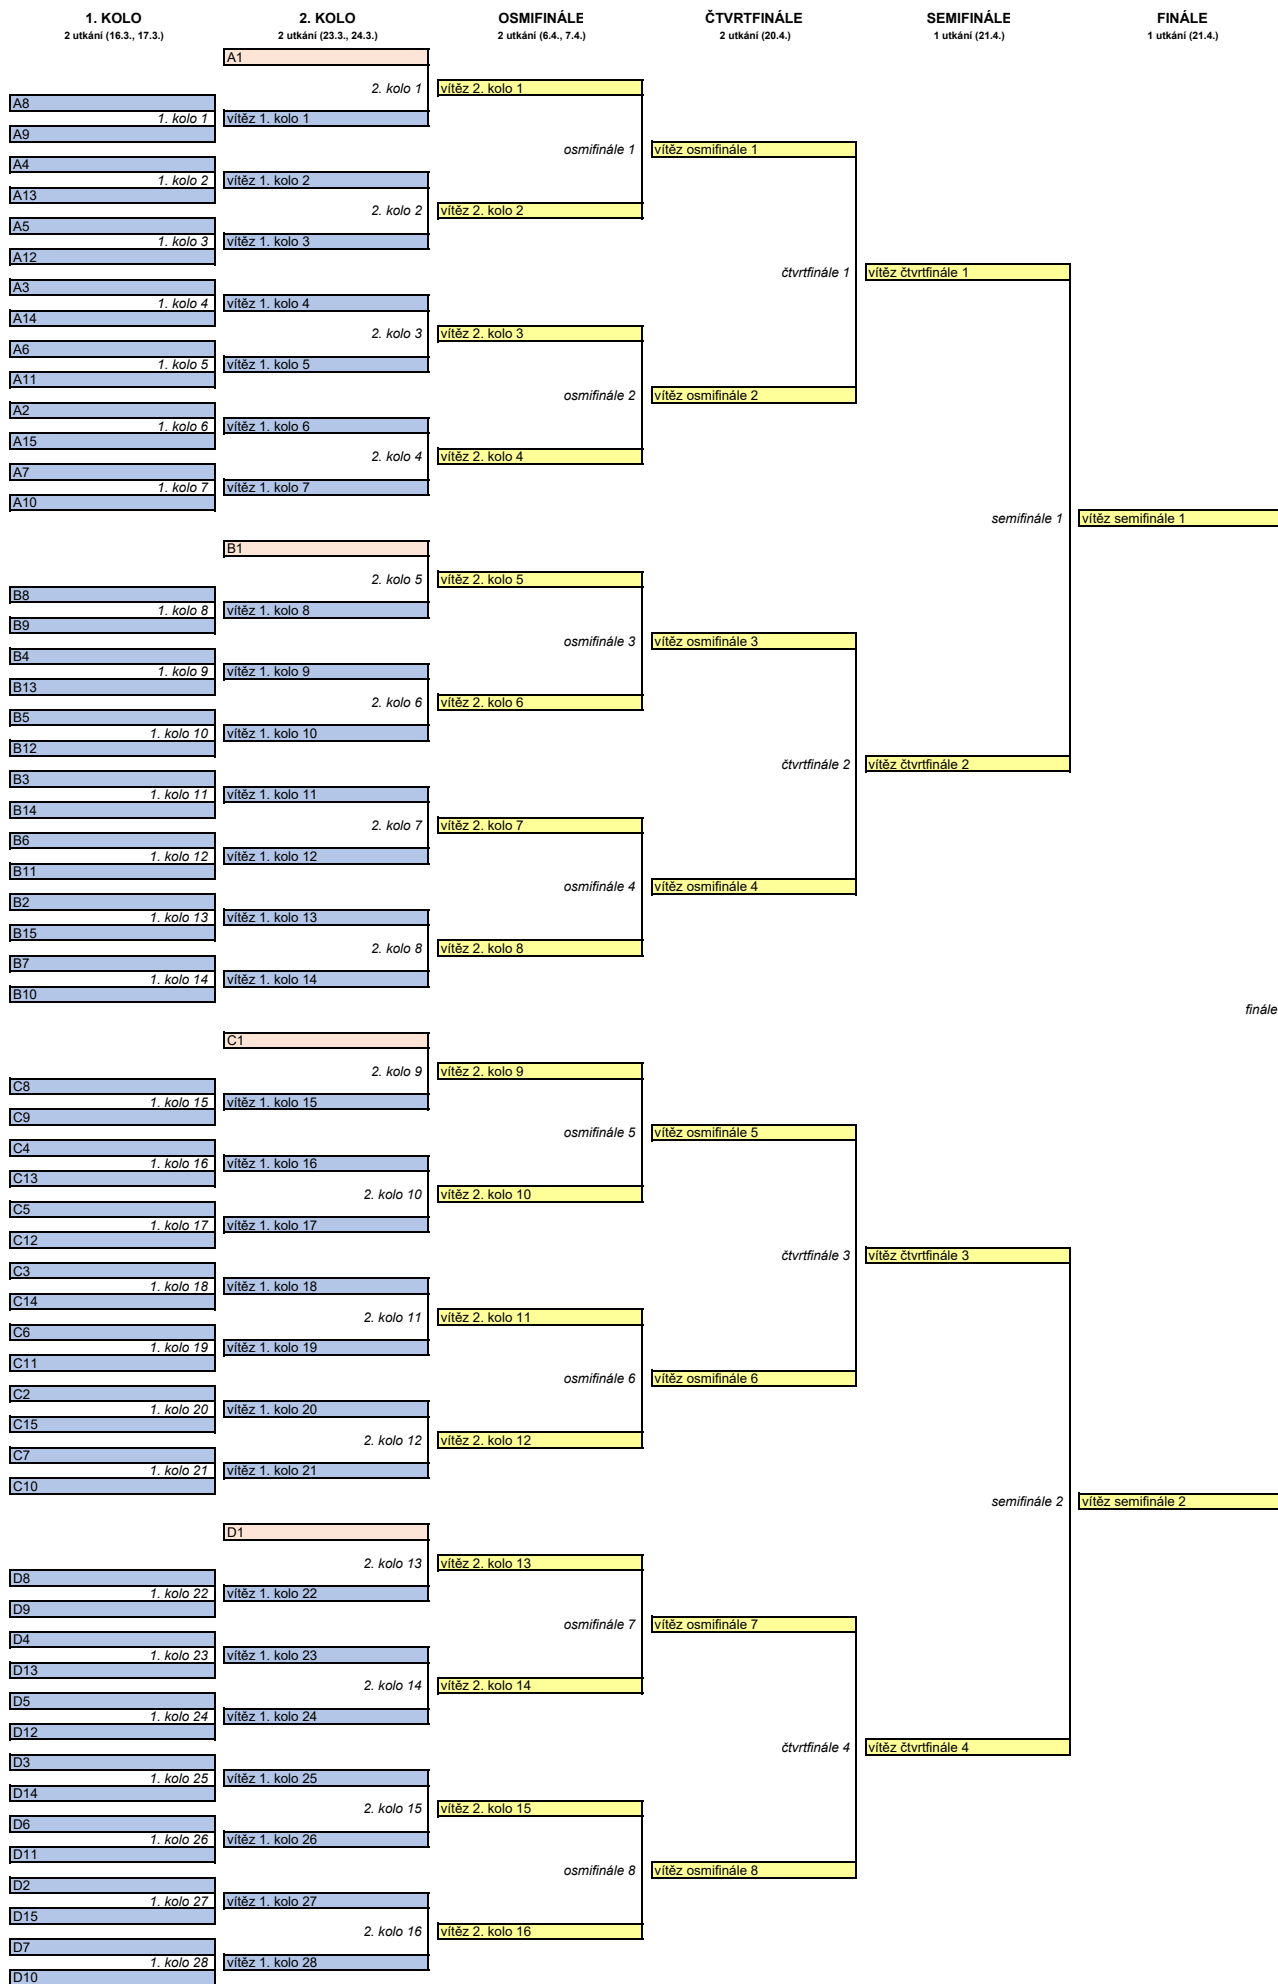 1. KOLO 2. KOLO OSMIFINÁLE ČTVRTFINÁLE SEMIFINÁLE FINÁLE
2 utkání (16.3., 17.3.) 2 utkání (23.3., 24.3.) 2 utkání (6.4., 7.4.) 2 utkání (20.4.) 1 utkání (21.4.) 1 utkání (21.4.)
A1
2. kolo 1 vítěz 2. kolo 1
A8
1. kolo 1 vítěz 1. kolo 1
A9
osmifinále 1 vítěz osmifinále 1
A4
1. kolo 2 vítěz 1. kolo 2
A13
2. kolo 2 vítěz 2. kolo 2
A5
1. kolo 3 vítěz 1. kolo 3
A12
čtvrtfinále 1 vítěz čtvrtfinále 1
A3
1. kolo 4 vítěz 1. kolo 4
A14
2. kolo 3 vítěz 2. kolo 3
A6
1. kolo 5 vítěz 1. kolo 5
A11
osmifinále 2 vítěz osmifinále 2
A2
1. kolo 6 vítěz 1. kolo 6
A15
2. kolo 4 vítěz 2. kolo 4
A7
1. kolo 7 vítěz 1. kolo 7
A10
semifinále 1 vítěz semifinále 1
B1
2. kolo 5 vítěz 2. kolo 5
B8
1. kolo 8 vítěz 1. kolo 8
B9
osmifinále 3 vítěz osmifinále 3
B4
1. kolo 9 vítěz 1. kolo 9
B13
2. kolo 6 vítěz 2. kolo 6
B5
1. kolo 10 vítěz 1. kolo 10
B12
čtvrtfinále 2 vítěz čtvrtfinále 2
B3
1. kolo 11 vítěz 1. kolo 11
B14
2. kolo 7 vítěz 2. kolo 7
B6
1. kolo 12 vítěz 1. kolo 12
B11
osmifinále 4 vítěz osmifinále 4
B2
1. kolo 13 vítěz 1. kolo 13
B15
2. kolo 8 vítěz 2. kolo 8
B7
1. kolo 14 vítěz 1. kolo 14
B10
finále
C1
2. kolo 9 vítěz 2. kolo 9
C8
1. kolo 15 vítěz 1. kolo 15
C9
osmifinále 5 vítěz osmifinále 5
C4
1. kolo 16 vítěz 1. kolo 16
C13
2. kolo 10 vítěz 2. kolo 10
C5
1. kolo 17 vítěz 1. kolo 17
C12
čtvrtfinále 3 vítěz čtvrtfinále 3
C3
1. kolo 18 vítěz 1. kolo 18
C14
2. kolo 11 vítěz 2. kolo 11
C6
1. kolo 19 vítěz 1. kolo 19
C11
osmifinále 6 vítěz osmifinále 6
C2
1. kolo 20 vítěz 1. kolo 20
C15
2. kolo 12 vítěz 2. kolo 12
C7
1. kolo 21 vítěz 1. kolo 21
C10
semifinále 2 vítěz semifinále 2
D1
2. kolo 13 vítěz 2. kolo 13
D8
1. kolo 22 vítěz 1. kolo 22
D9
osmifinále 7 vítěz osmifinále 7
D4
1. kolo 23 vítěz 1. kolo 23
D13
2. kolo 14 vítěz 2. kolo 14
D5
1. kolo 24 vítěz 1. kolo 24
D12
čtvrtfinále 4 vítěz čtvrtfinále 4
D3
1. kolo 25 vítěz 1. kolo 25
D14
2. kolo 15 vítěz 2. kolo 15
D6
1. kolo 26 vítěz 1. kolo 26
D11
osmifinále 8 vítěz osmifinále 8
D2
1. kolo 27 vítěz 1. kolo 27
D15
2. kolo 16 vítěz 2. kolo 16
D7
1. kolo 28 vítěz 1. kolo 28
D10